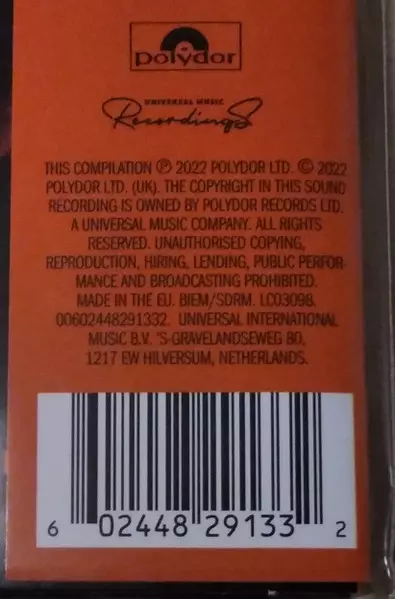 polydor
UNIVERSAL MUSIC
Recordings
THIS COMPILATION ℗ 2022 POLYDOR LTD. © 2022
POLYDOR LTD. (UK). THE COPYRIGHT IN THIS SOUND
RECORDING IS OWNED BY POLYDOR RECORDS LTD.
A UNIVERSAL MUSIC COMPANY. ALL RIGHTS
RESERVED. UNAUTHORISED COPYING,
REPRODUCTION, HIRING, LENDING, PUBLIC PERFOR-
MANCE AND BROADCASTING PROHIBITED.
MADE IN THE EU. BIEM/SDRM. LC03098.
00602448291332. UNIVERSAL INTERNATIONAL
MUSIC B.V. 'S-GRAVELANDSEWEG 80,
1217 EW HILVERSUM, NETHERLANDS.
6 02448 29133 2